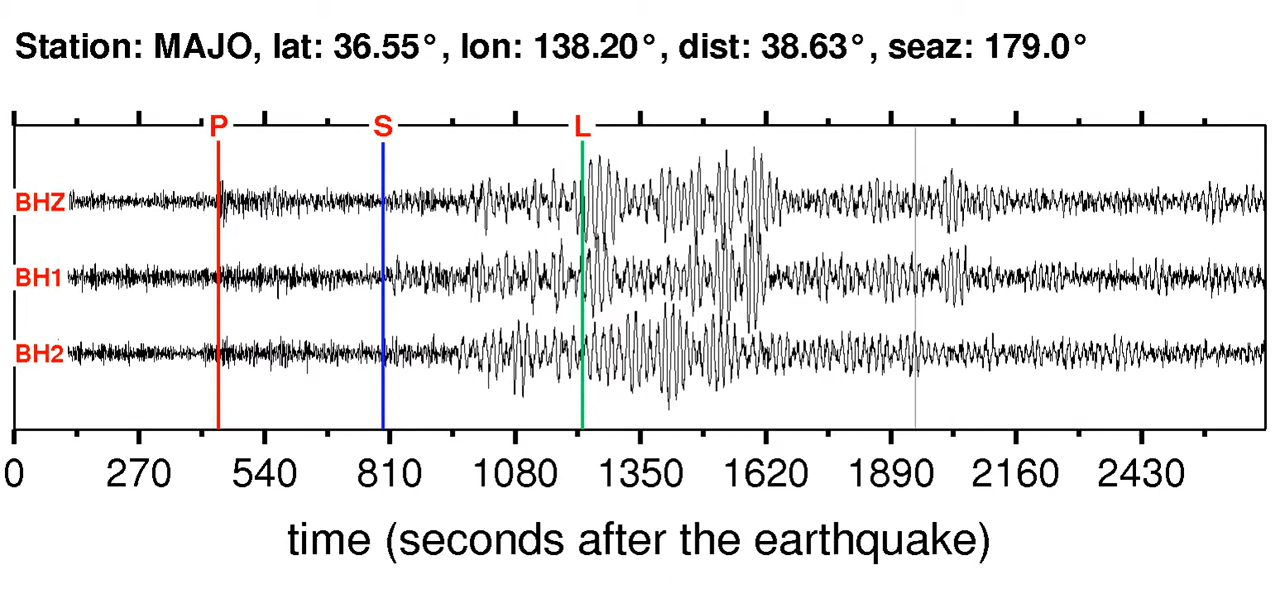 Station: MAJO, lat: 36.55°, lon: 138.20°, dist: 38.63°, seaz: 179.0°
P S L
BHZ
BH1
BH2
0 270 540 810 1080 1350 1620 1890 2160 2430
time (seconds after the earthquake)